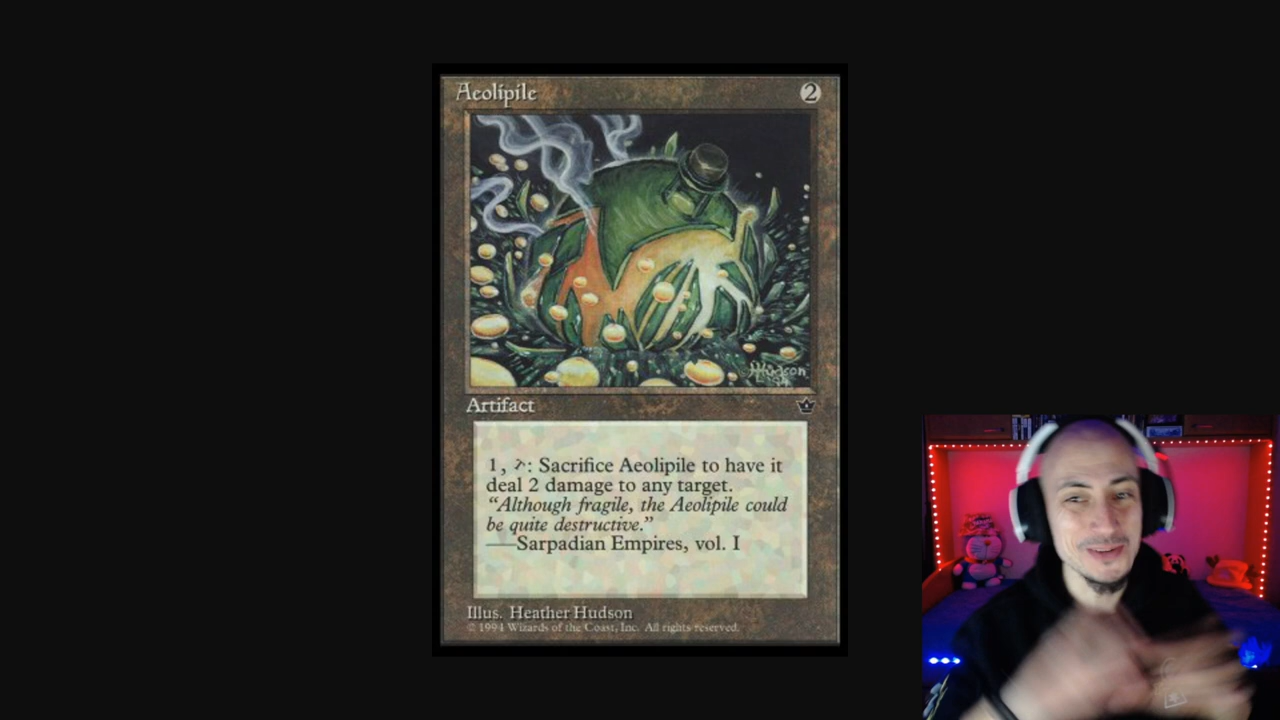 Aeolipile
2
HHudson
94
Artifact
1, T: Sacrifice Aeolipile to have it
deal 2 damage to any target.
“Although fragile, the Aeolipile could
be quite destructive.”
—Sarpadian Empires, vol. I
Illus. Heather Hudson
© 1994 Wizards of the Coast, Inc. All rights reserved.